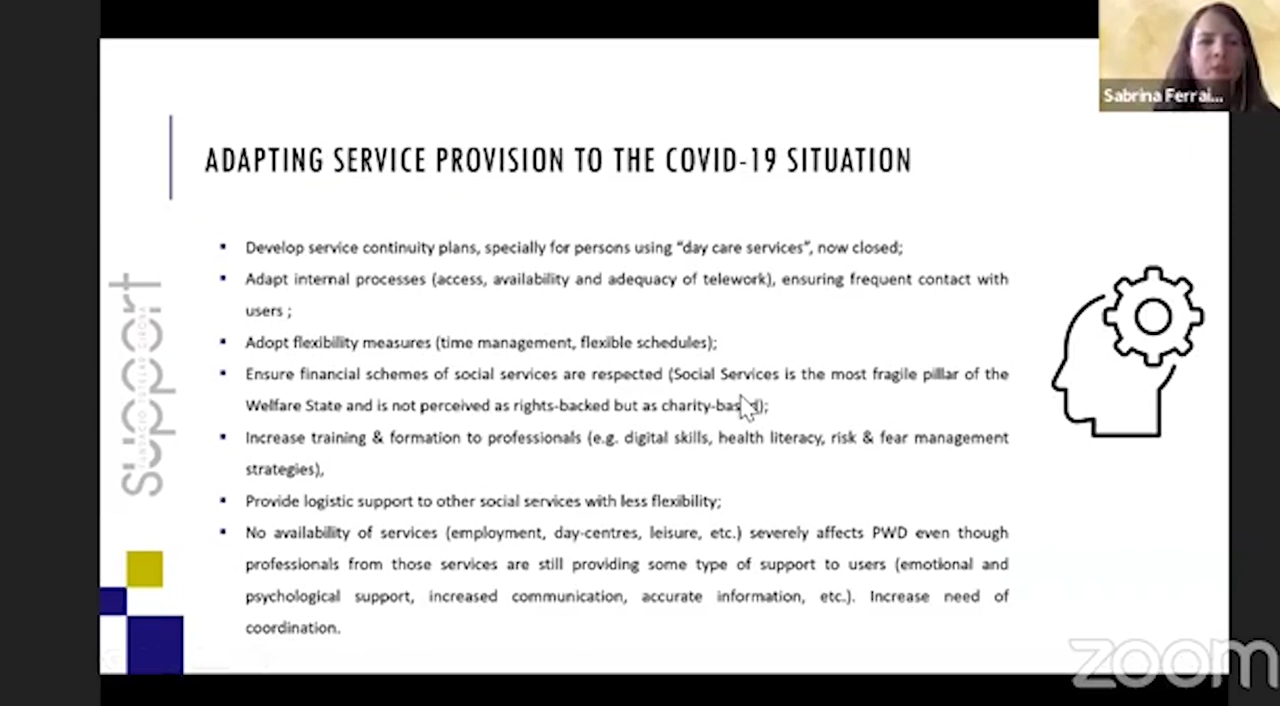 Sabrina Ferrai...
ADAPTING SERVICE PROVISION TO THE COVID-19 SITUATION
▪ Develop service continuity plans, specially for persons using “day care services”, now closed;
▪ Adapt internal processes (access, availability and adequacy of telework), ensuring frequent contact with
users ;
▪ Adopt flexibility measures (time management, flexible schedules);
▪ Ensure financial schemes of social services are respected (Social Services is the most fragile pillar of the
Welfare State and is not perceived as rights-backed but as charity-based);
▪ Increase training & formation to professionals (e.g. digital skills, health literacy, risk & fear management
strategies),
▪ Provide logistic support to other social services with less flexibility;
▪ No availability of services (employment, day-centres, leisure, etc.) severely affects PWD even though
professionals from those services are still providing some type of support to users (emotional and
psychological support, increased communication, accurate information, etc.). Increase need of
coordination.
Support
FUNDACIÓ TUTELAR GIRONA
zoom